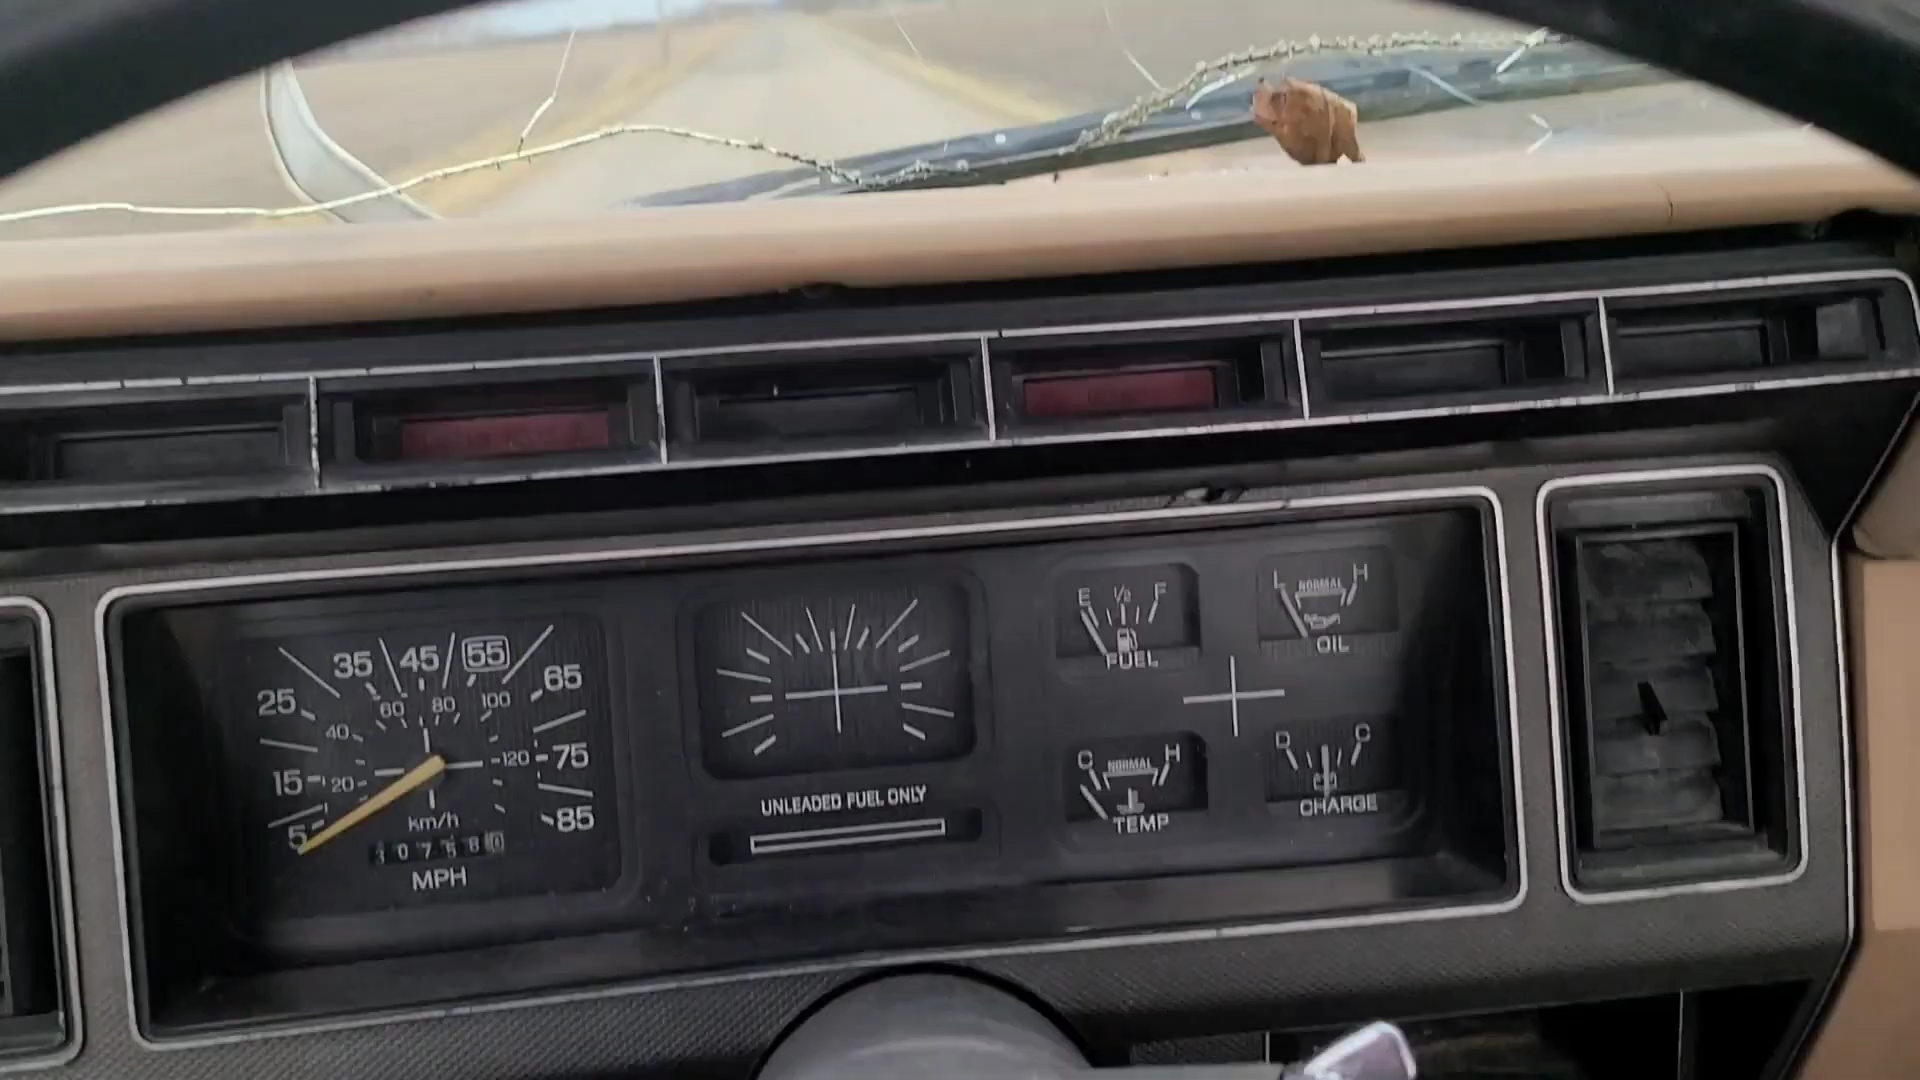 5 15 25 35 45 55 65 75 85
20 40 60 80 100 120
km/h
MPH
UNLEADED FUEL ONLY
E 1/2 F
FUEL
L NORMAL H
OIL
C NORMAL H
TEMP
D C
CHARGE